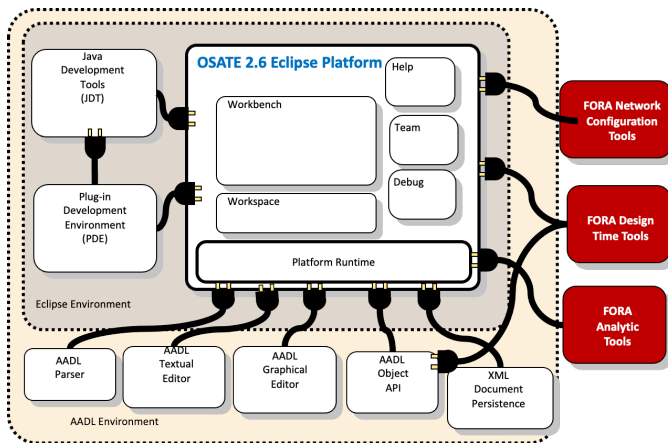 Java
Development
Tools
(JDT)
OSATE 2.6 Eclipse Platform
Help
Workbench
Team
FORA Network
Configuration
Tools
Plug-in
Development
Environment
(PDE)
Debug
Workspace
FORA Design
Time Tools
Platform Runtime
Eclipse Environment
FORA
Analytic
Tools
AADL
Parser
AADL
Textual
Editor
AADL
Graphical
Editor
AADL
Object
API
XML
Document
Persistence
AADL Environment